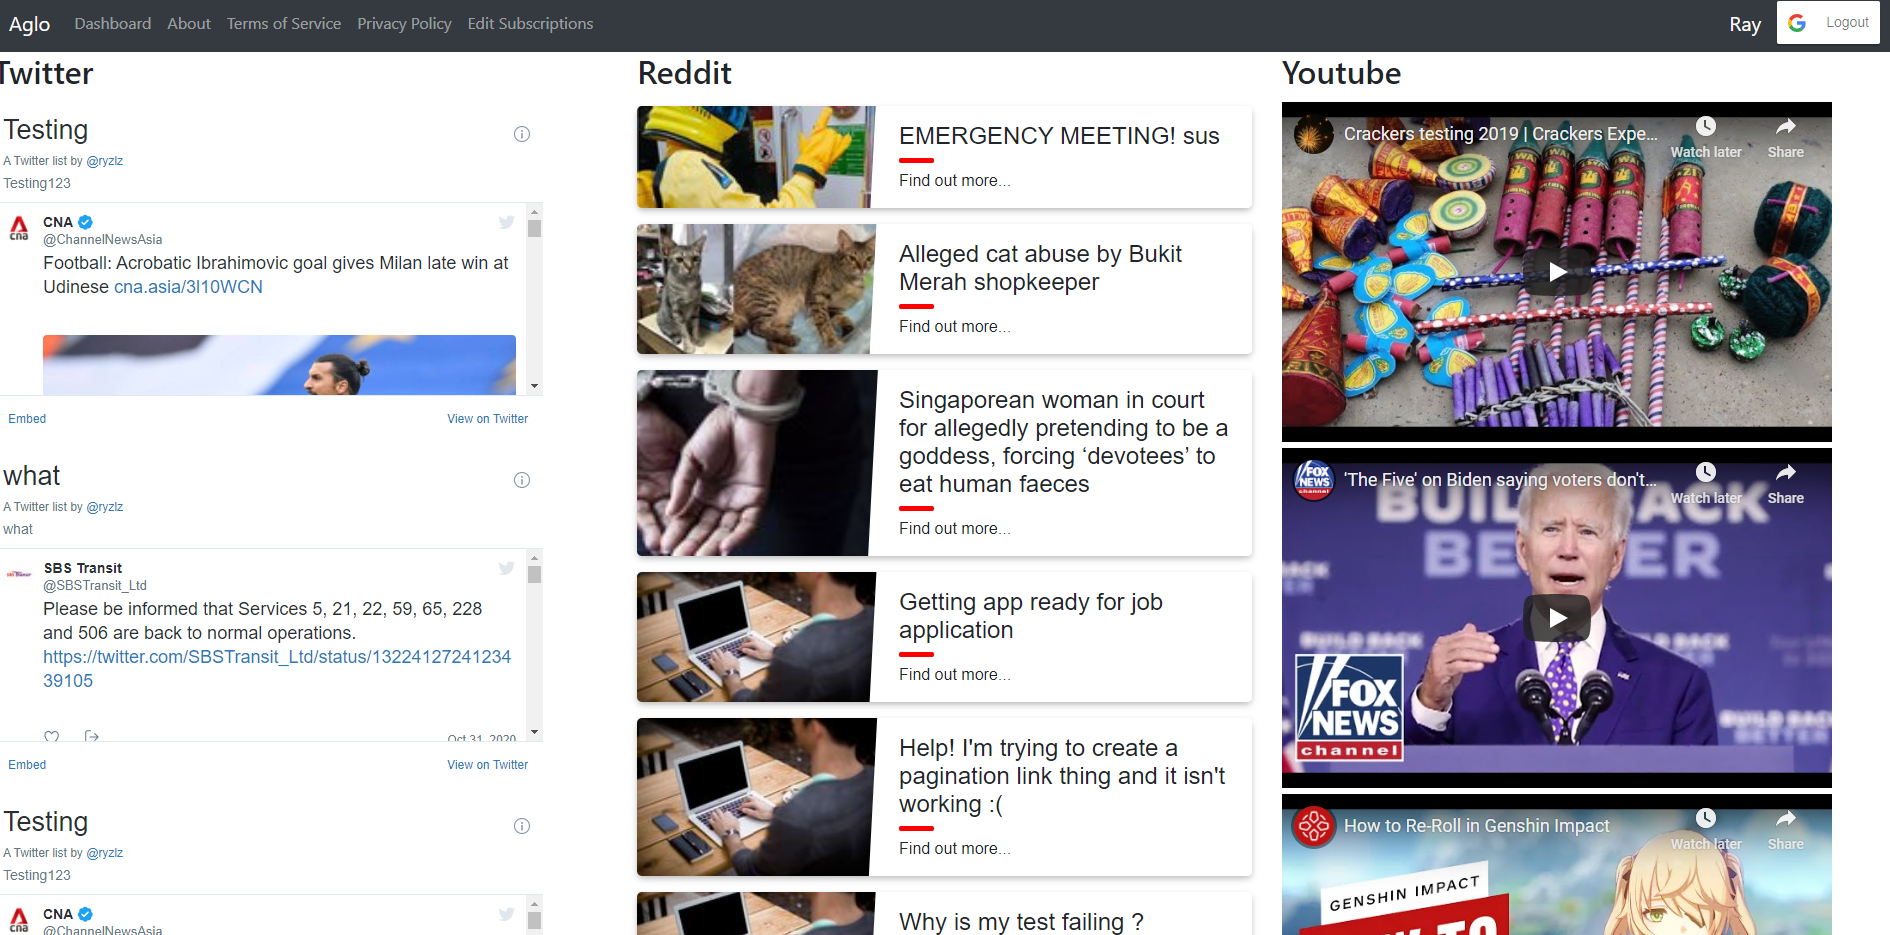 Aglo Dashboard About Terms of Service Privacy Policy Edit Subscriptions Ray Logout
Twitter
Testing
A Twitter list by @ryzlz
Testing123
CNA
@ChannelNewsAsia
Football: Acrobatic Ibrahimovic goal gives Milan late win at
Udinese cna.asia/3l10WCN
Embed View on Twitter
what
A Twitter list by @ryzlz
what
SBS Transit
@SBSTransit_Ltd
Please be informed that Services 5, 21, 22, 59, 65, 228
and 506 are back to normal operations.
https://twitter.com/SBSTransit_Ltd/status/13224127241234
39105
Oct 31, 2020
Embed View on Twitter
Testing
A Twitter list by @ryzlz
Testing123
CNA
@ChannelNewsAsia
Reddit
EMERGENCY MEETING! sus
Find out more...
Alleged cat abuse by Bukit
Merah shopkeeper
Find out more...
Singaporean woman in court
for allegedly pretending to be a
goddess, forcing ‘devotees’ to
eat human faeces
Find out more...
Getting app ready for job
application
Find out more...
Help! I'm trying to create a
pagination link thing and it isn't
working :(
Find out more...
Why is my test failing ?
Youtube
Crackers testing 2019 | Crackers Expe...
Watch later Share
'The Five' on Biden saying voters don't...
Watch later Share
BUILD BACK
BETTER
FOX
NEWS
channel
How to Re-Roll in Genshin Impact
Watch later Share
GENSHIN IMPACT